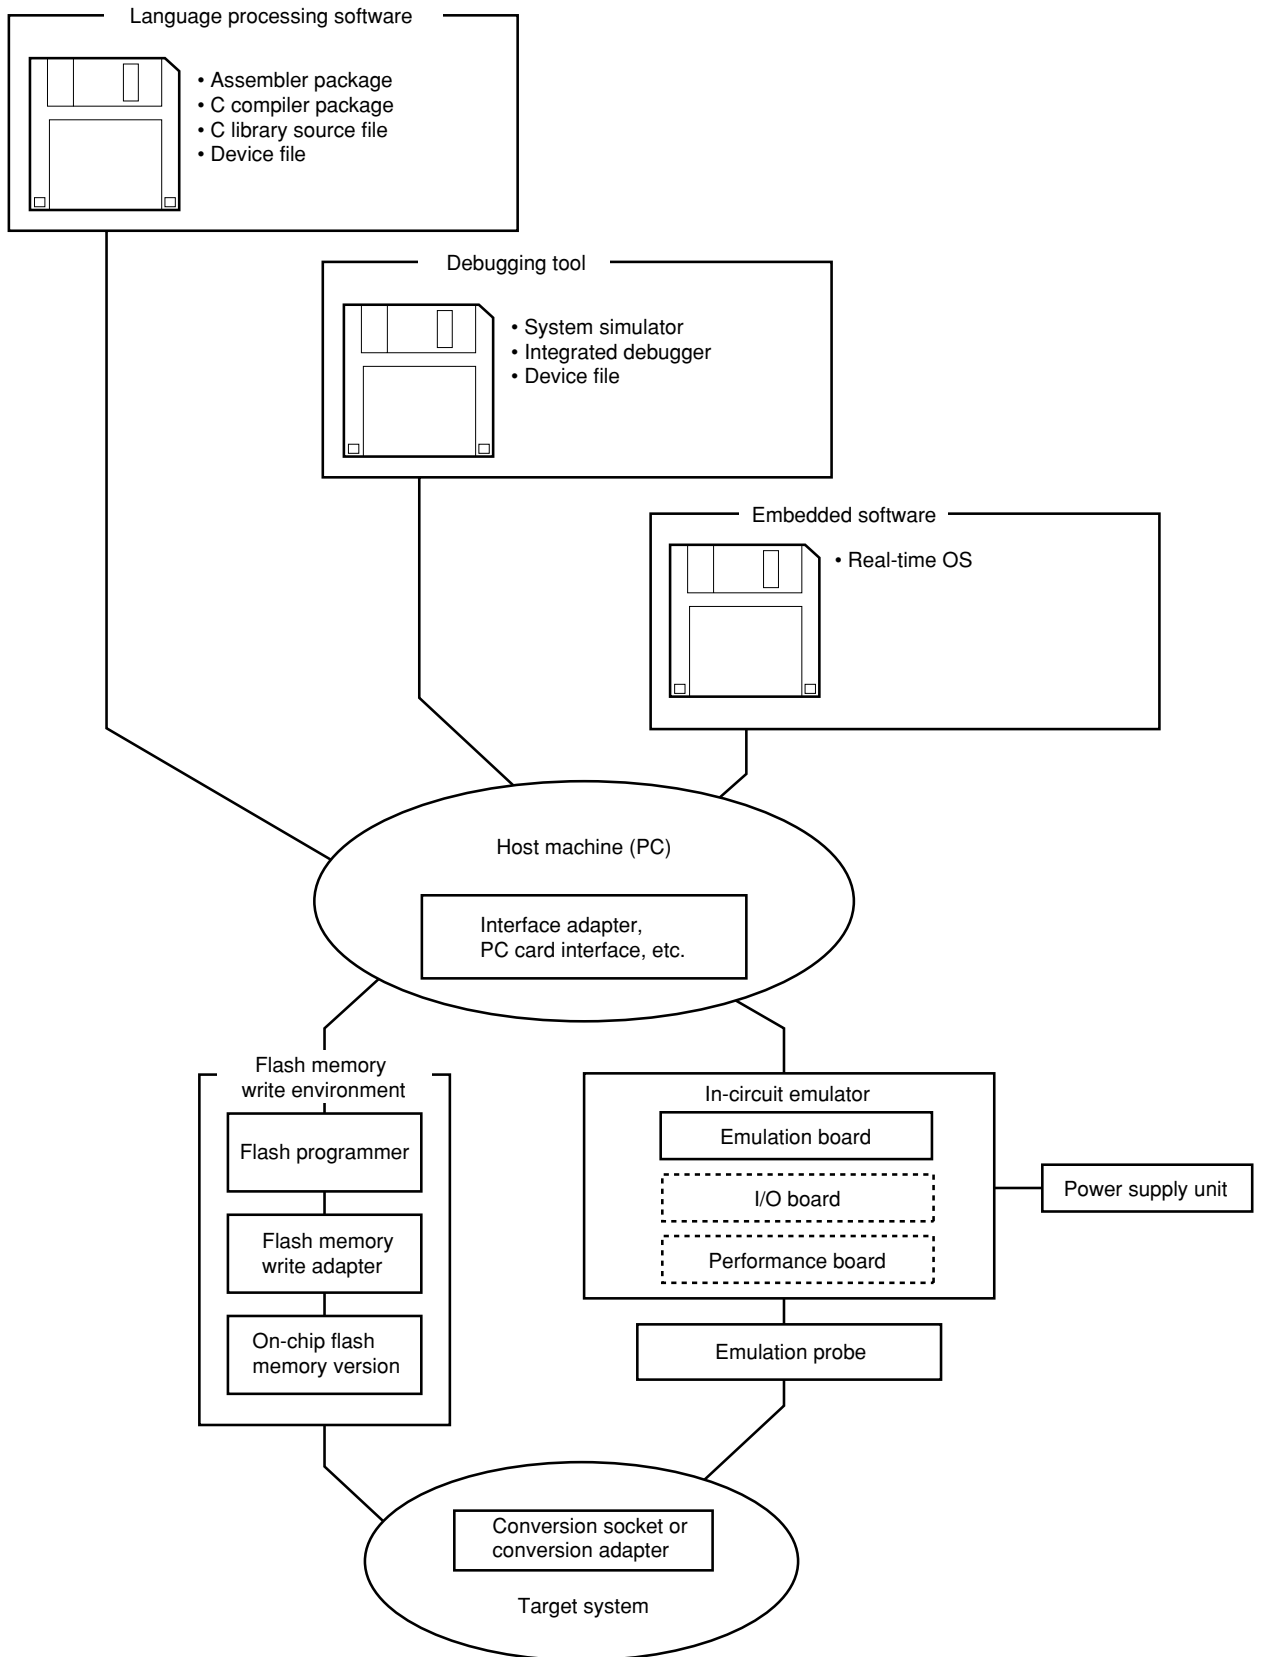 Language processing software
• Assembler package
• C compiler package
• C library source file
• Device file
Debugging tool
• System simulator
• Integrated debugger
• Device file
Embedded software
• Real-time OS
Host machine (PC)
Interface adapter,
PC card interface, etc.
Flash memory
write environment
Flash programmer
Flash memory
write adapter
On-chip flash
memory version
In-circuit emulator
Emulation board
I/O board
Performance board
Power supply unit
Emulation probe
Conversion socket or
conversion adapter
Target system